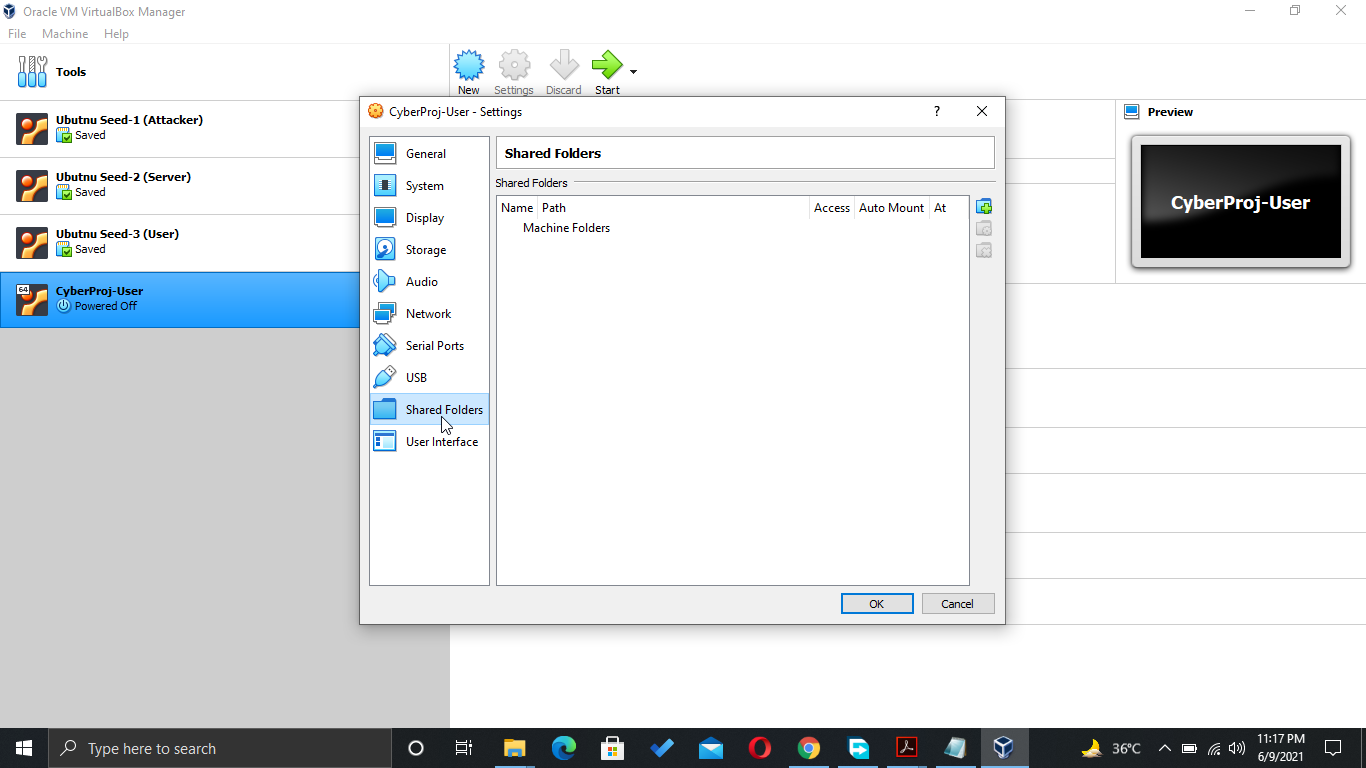 Oracle VM VirtualBox Manager
File Machine Help
Tools
New Settings Discard Start
Ubutnu Seed-1 (Attacker)
Saved
Ubutnu Seed-2 (Server)
Saved
Ubutnu Seed-3 (User)
Saved
64
CyberProj-User
Powered Off
CyberProj-User - Settings
?
General
System
Display
Storage
Audio
Network
Serial Ports
USB
Shared Folders
User Interface
Shared Folders
Shared Folders
Name Path Access Auto Mount At
Machine Folders
OK Cancel
Preview
CyberProj-User
Type here to search
36°C
11:17 PM
6/9/2021